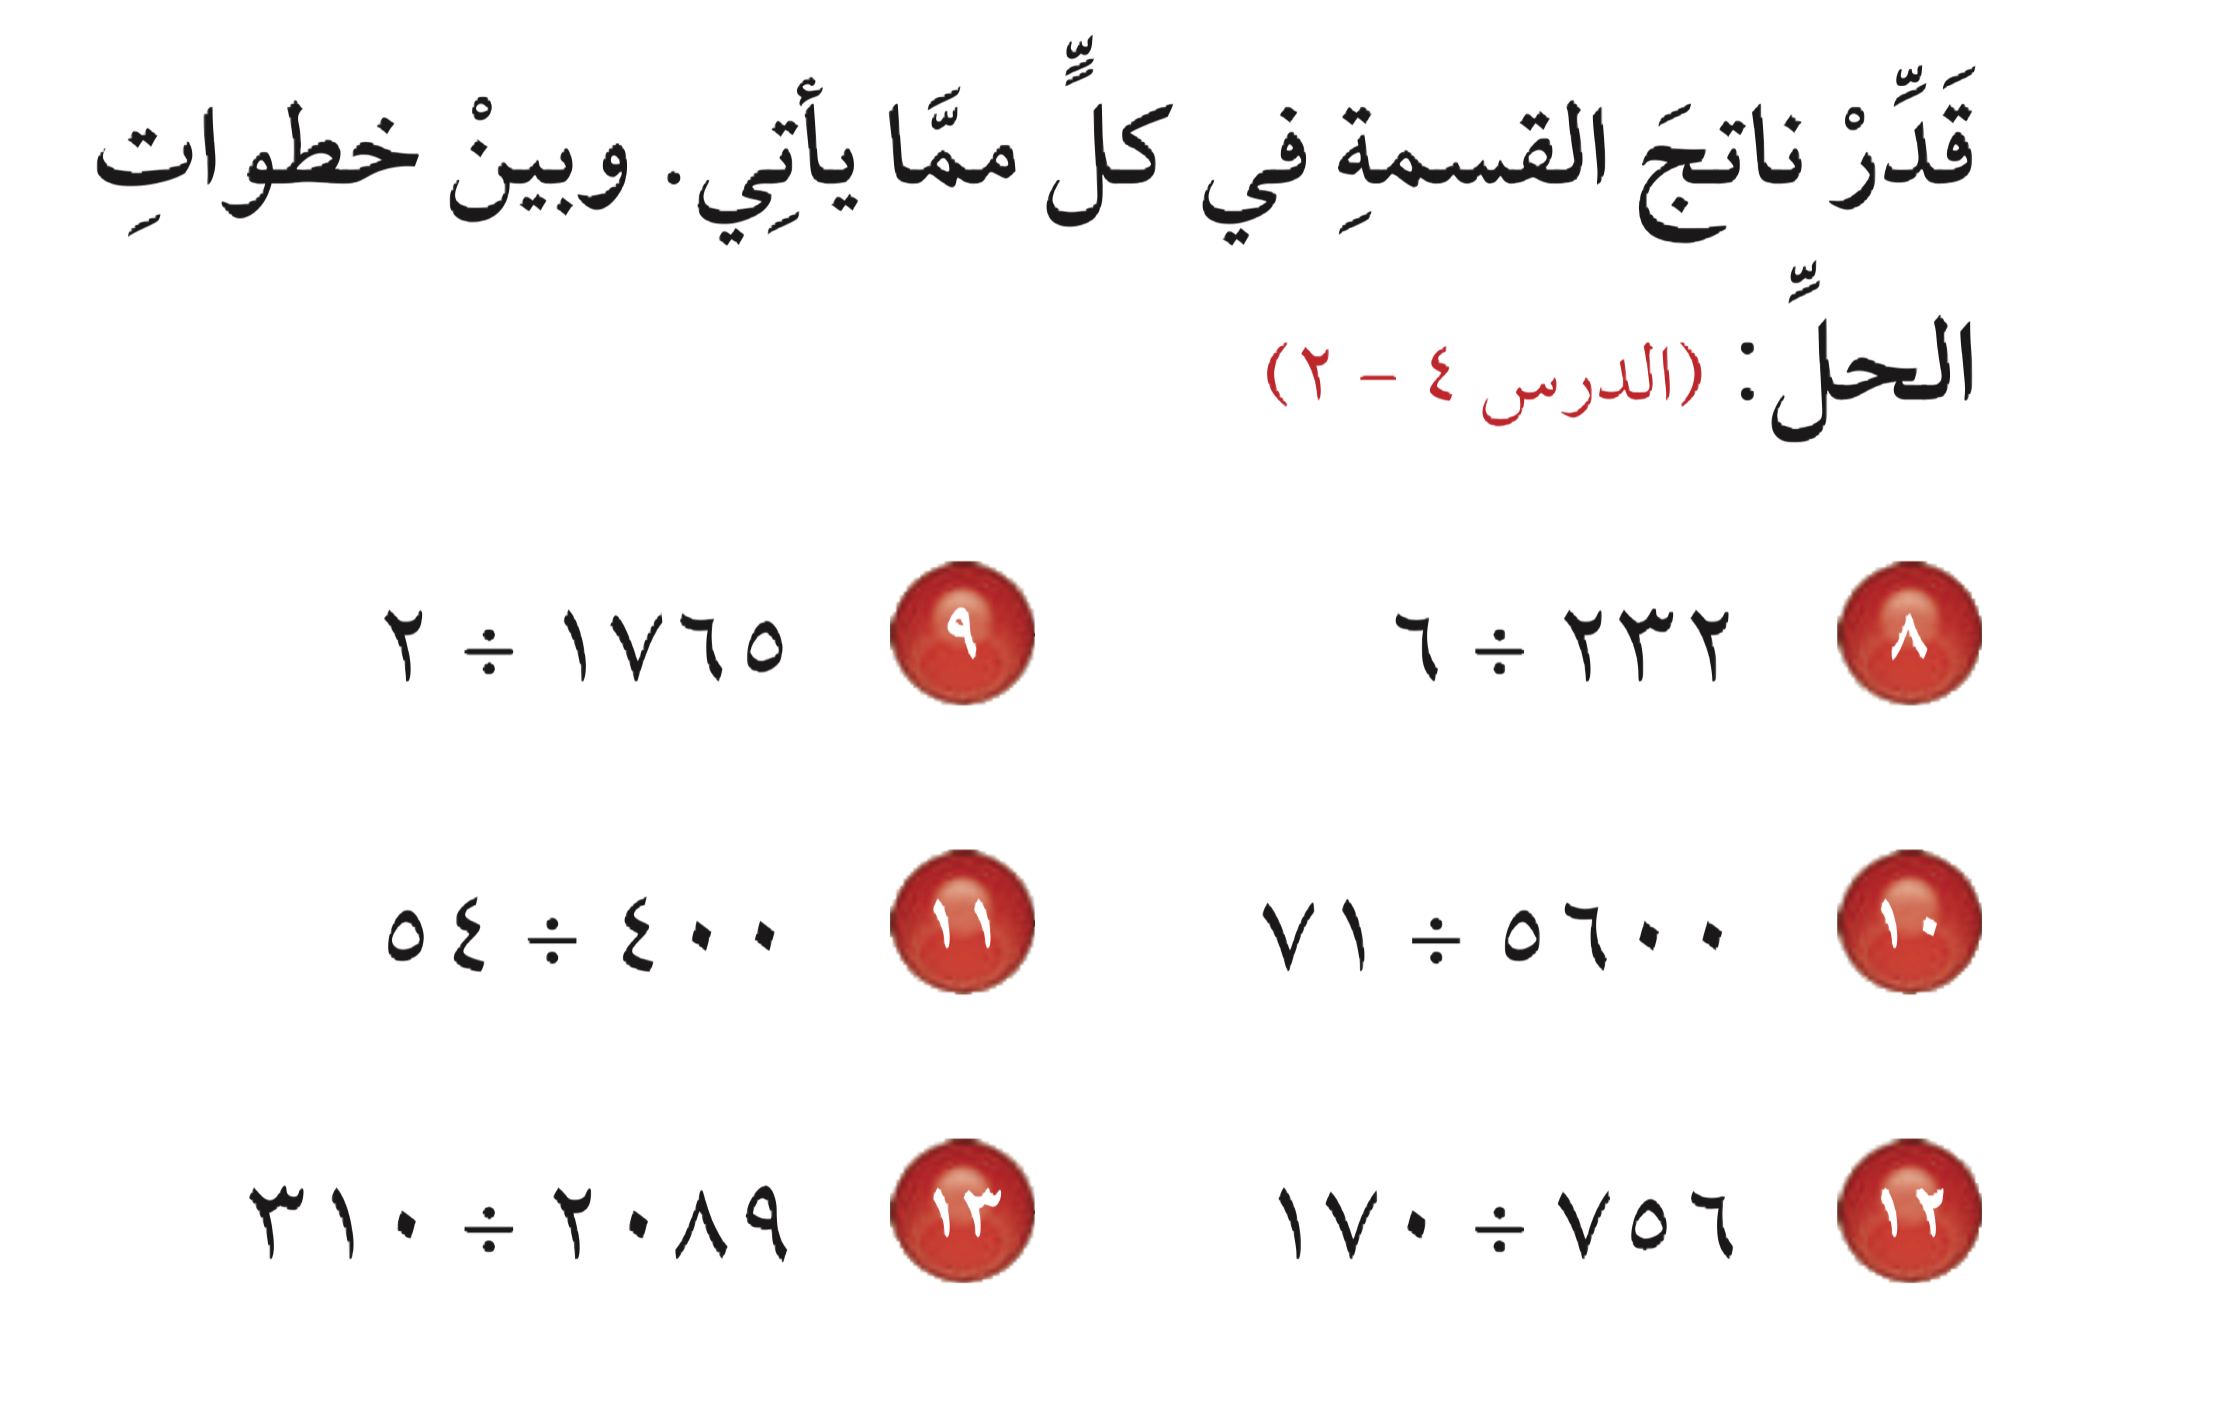 قَدِّرْ ناتجَ القسمةِ في كلٍّ ممَّا يأتِي. وبينْ خطواتِ
الحلِّ: (الدرس ٤ – ٢)
٨ ٢٣٢ ÷ ٦ ٩ ١٧٦٥ ÷ ٢
١٠ ٥٦٠٠ ÷ ٧١ ١١ ٤٠٠ ÷ ٥٤
١٢ ٧٥٦ ÷ ١٧٠ ١٣ ٢٠٨٩ ÷ ٣١٠